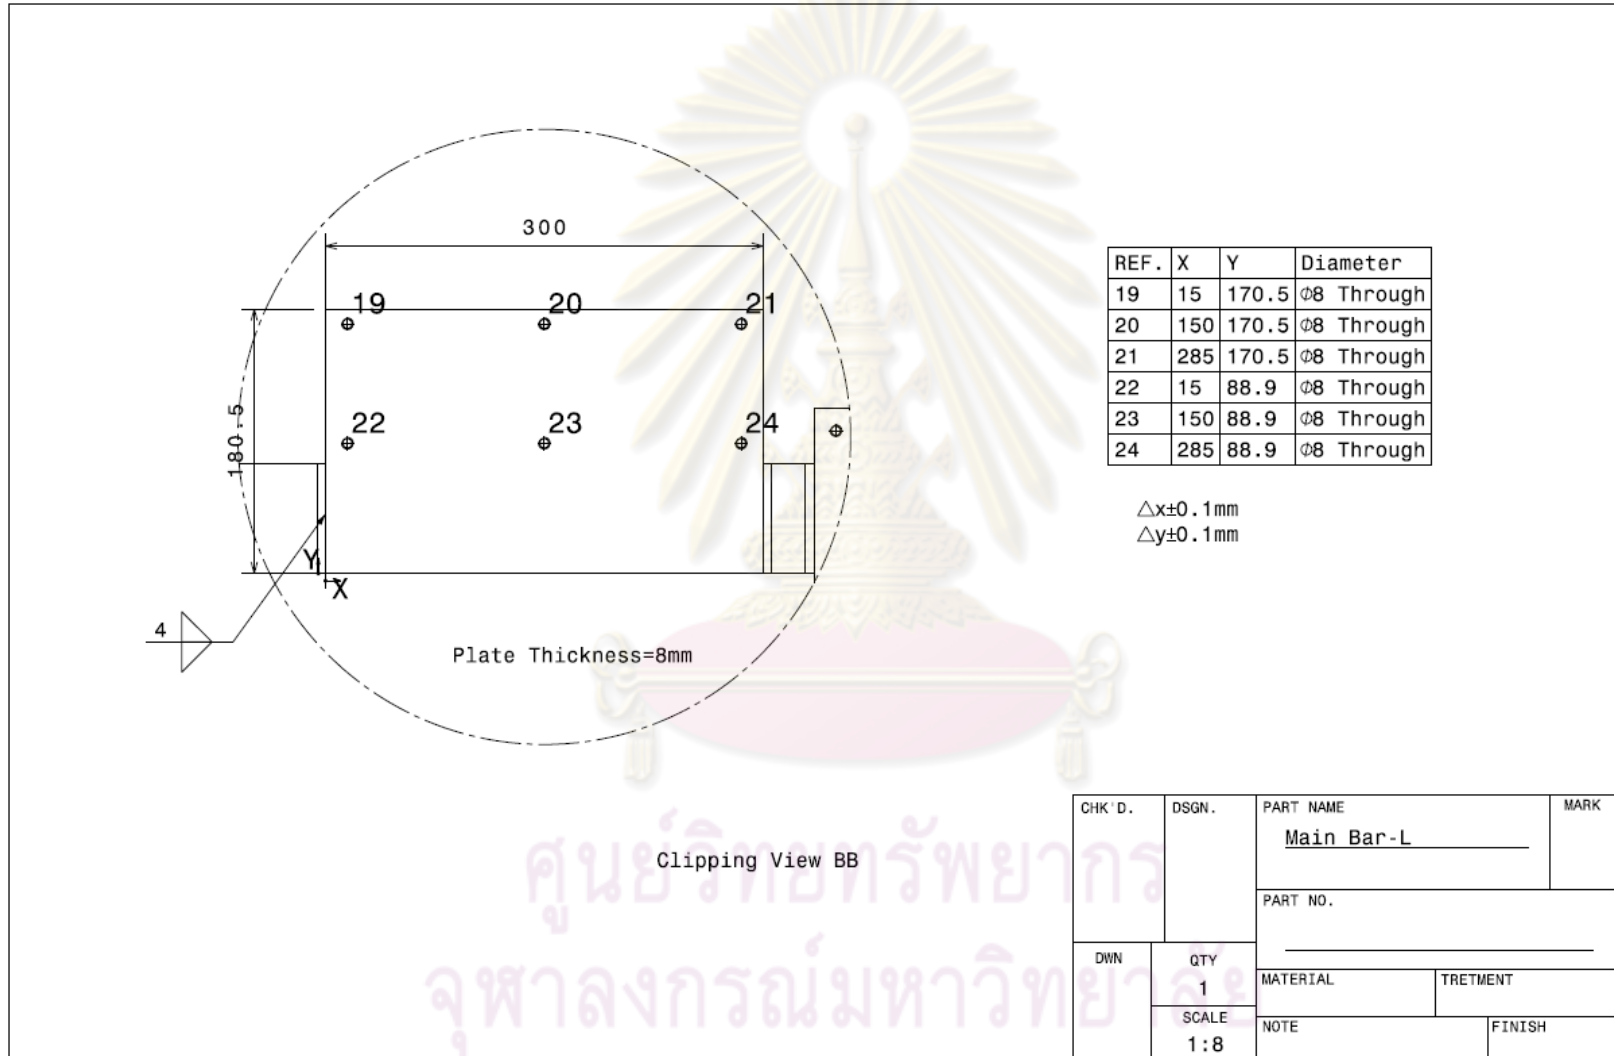 300
19 20 21
22 23 24
180.5
Y
X
4
Plate Thickness=8mm
REF. X Y Diameter
19 15 170.5 Φ8 Through
20 150 170.5 Φ8 Through
21 285 170.5 Φ8 Through
22 15 88.9 Φ8 Through
23 150 88.9 Φ8 Through
24 285 88.9 Φ8 Through
△x±0.1mm
△y±0.1mm
Clipping View BB
ศูนย์วิทยทรัพยากร
จุฬาลงกรณ์มหาวิทยาลัย
CHK'D. DSGN. PART NAME MARK
Main Bar-L
PART NO.
DWN QTY
1
MATERIAL TRETMENT
SCALE
1:8
NOTE FINISH